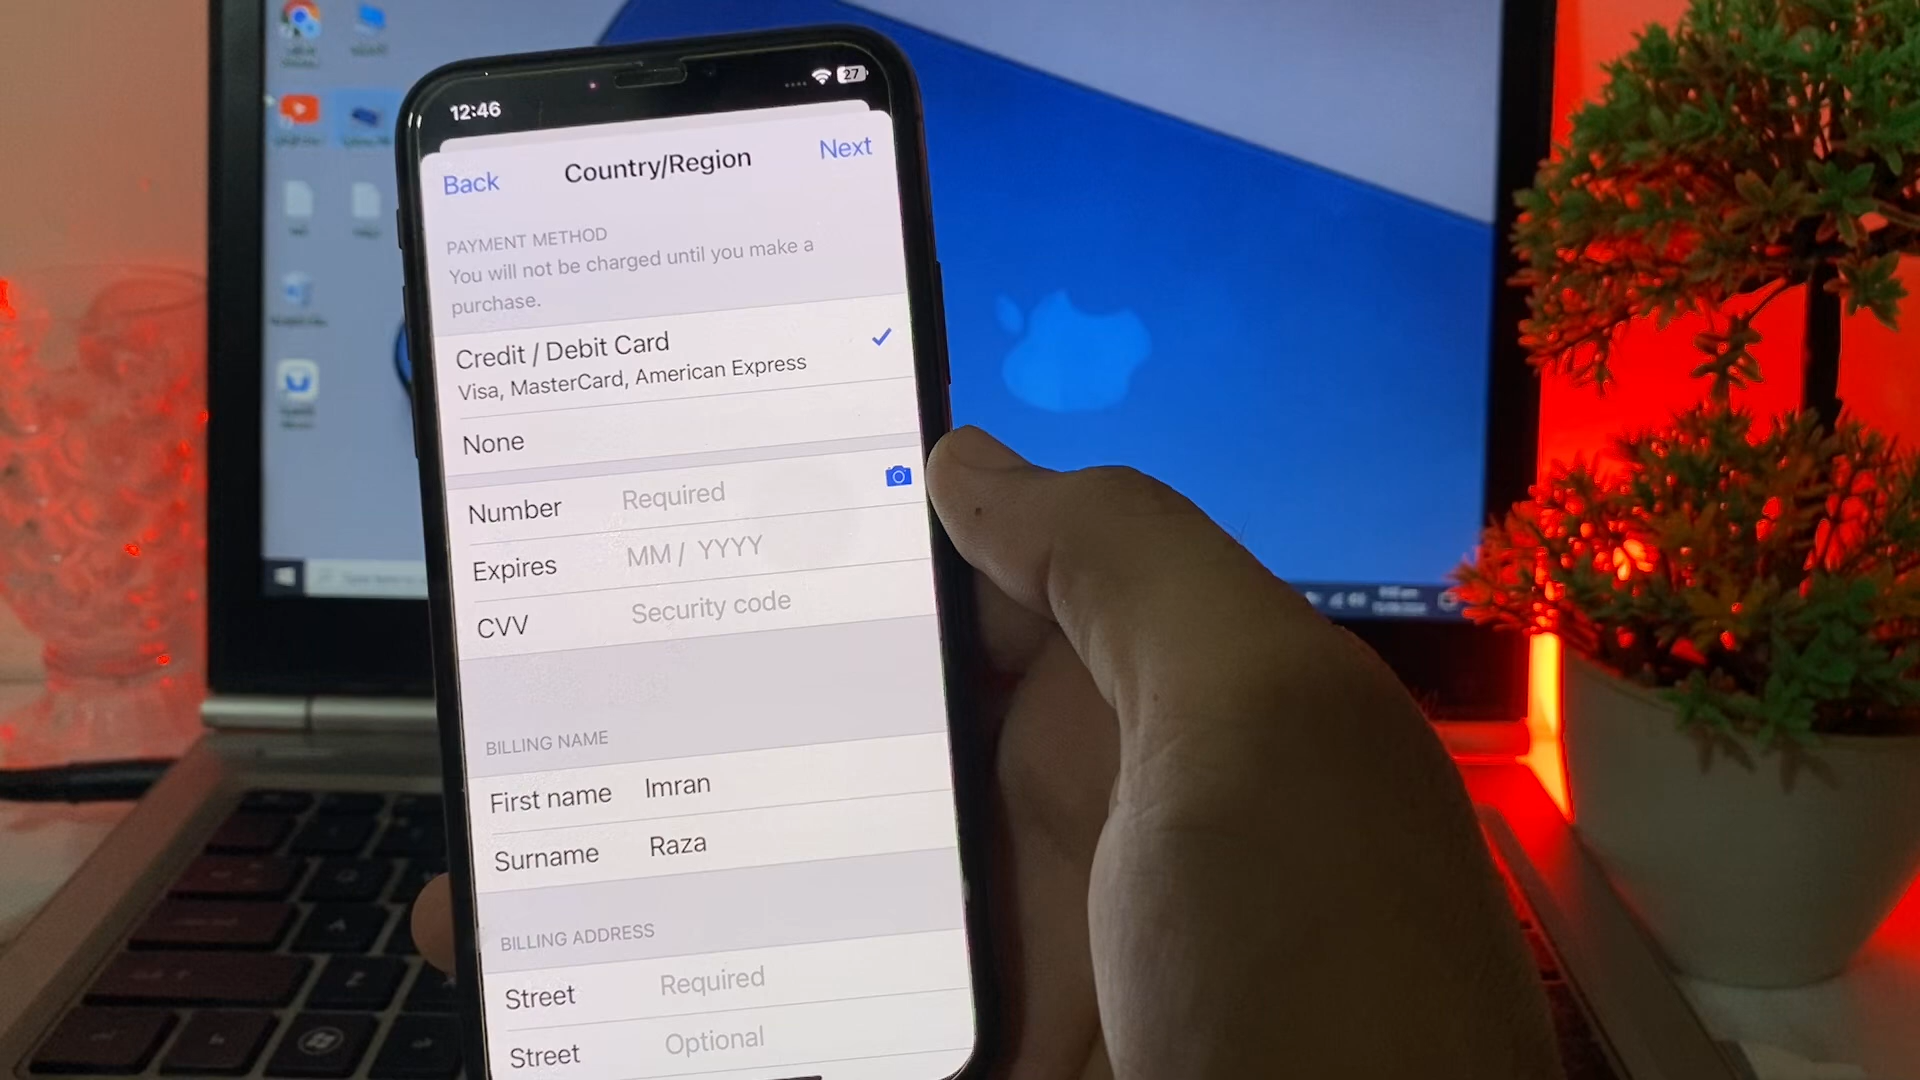 12:46
27
Back
Country/Region
Next
PAYMENT METHOD
You will not be charged until you make a
purchase.
Credit / Debit Card
Visa, MasterCard, American Express
None
Number Required
Expires MM / YYYY
CVV Security code
BILLING NAME
First name Imran
Surname Raza
BILLING ADDRESS
Street Required
Street Optional